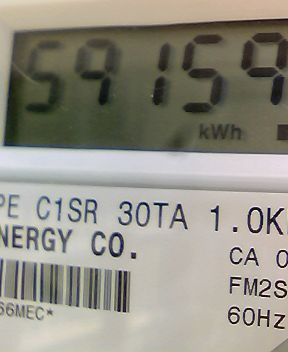 59159
kWh
PE C1SR 30TA 1.0K
NERGY CO.
CA 0
FM2S
66MEC*
60Hz